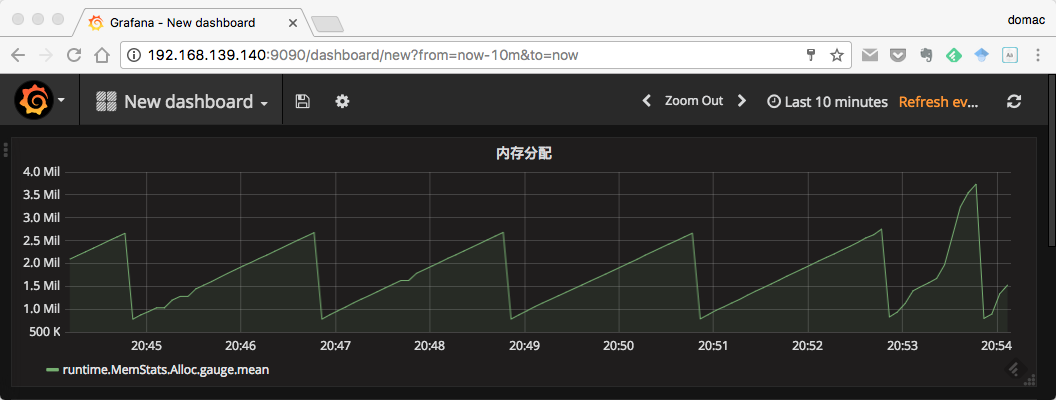 Grafana - New dashboard
domac
192.168.139.140:9090/dashboard/new?from=now-10m&to=now
New dashboard
Zoom Out
Last 10 minutes
Refresh ev...
内存分配
4.0 Mil
3.5 Mil
3.0 Mil
2.5 Mil
2.0 Mil
1.5 Mil
1.0 Mil
500 K
20:45 20:46 20:47 20:48 20:49 20:50 20:51 20:52 20:53 20:54
runtime.MemStats.Alloc.gauge.mean